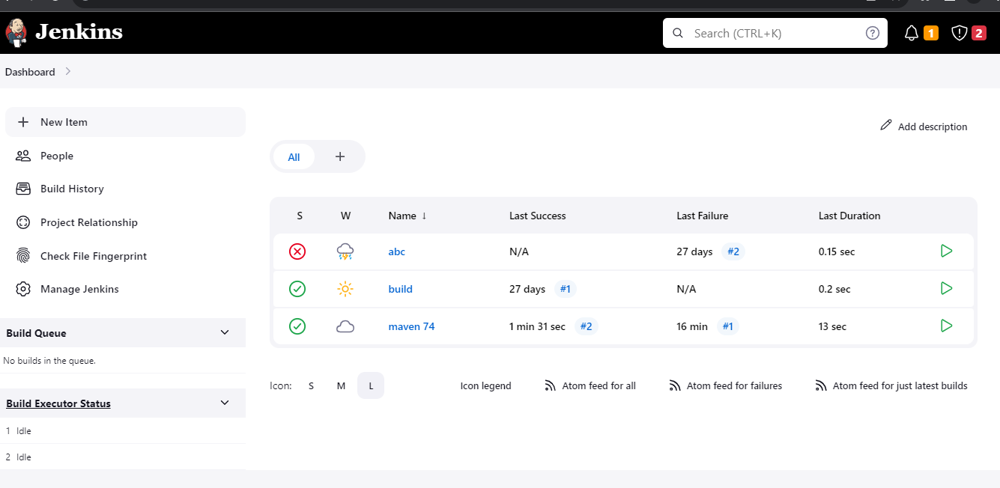 Jenkins
Search (CTRL+K)
1
2
Dashboard
New Item
People
Build History
Project Relationship
Check File Fingerprint
Manage Jenkins
Build Queue
No builds in the queue.
Build Executor Status
1 Idle
2 Idle
Add description
All +
S W Name ↓ Last Success Last Failure Last Duration
abc N/A 27 days #2 0.15 sec
build 27 days #1 N/A 0.2 sec
maven 74 1 min 31 sec #2 16 min #1 13 sec
Icon: S M L Icon legend Atom feed for all Atom feed for failures Atom feed for just latest builds